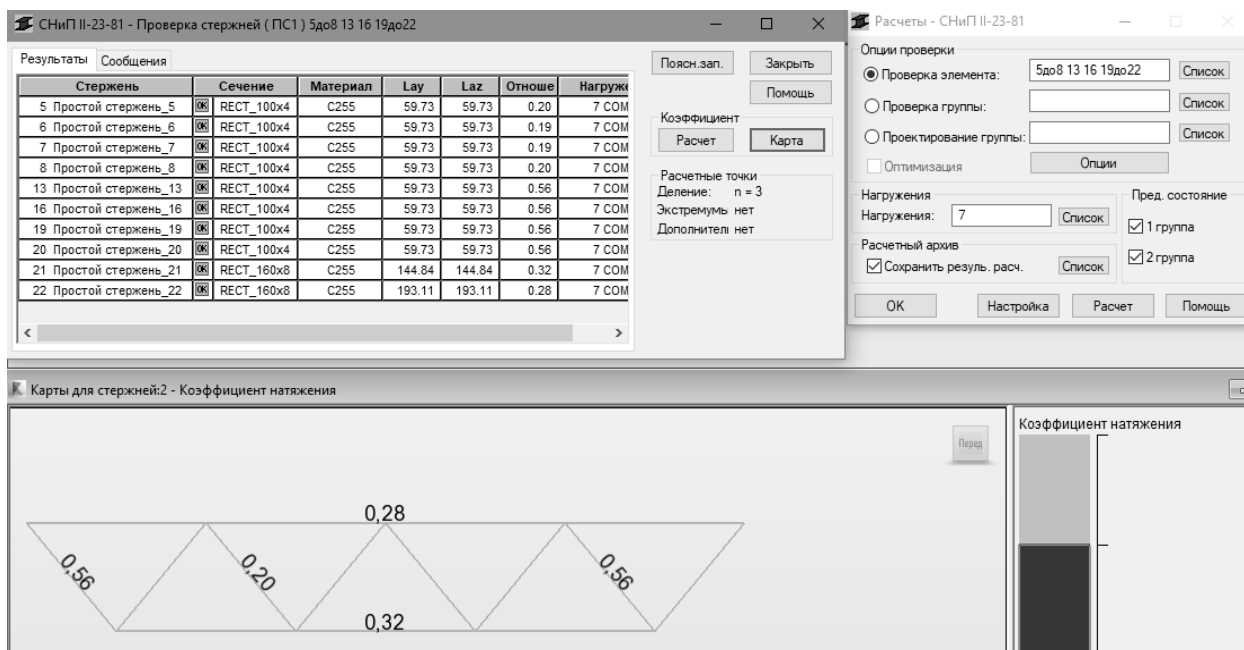 СНиП II-23-81 - Проверка стержней ( ПС1 ) 5до8 13 16 19до22
Результаты Сообщения
Стержень Сечение Материал Lay Laz Отноше Нагруже
5 Простой стержень_5 OK RECT_100x4 C255 59.73 59.73 0.20 7 COM
6 Простой стержень_6 OK RECT_100x4 C255 59.73 59.73 0.19 7 COM
7 Простой стержень_7 OK RECT_100x4 C255 59.73 59.73 0.19 7 COM
8 Простой стержень_8 OK RECT_100x4 C255 59.73 59.73 0.20 7 COM
13 Простой стержень_13 OK RECT_100x4 C255 59.73 59.73 0.56 7 COM
16 Простой стержень_16 OK RECT_100x4 C255 59.73 59.73 0.56 7 COM
19 Простой стержень_19 OK RECT_100x4 C255 59.73 59.73 0.56 7 COM
20 Простой стержень_20 OK RECT_100x4 C255 59.73 59.73 0.56 7 COM
21 Простой стержень_21 OK RECT_160x8 C255 144.84 144.84 0.32 7 COM
22 Простой стержень_22 OK RECT_160x8 C255 193.11 193.11 0.28 7 COM
Поясн.зап. Закрыть
Помощь
Коэффициент
Расчет Карта
Расчетные точки
Деление: n = 3
Экстремумы нет
Дополнител нет
Расчеты - СНиП II-23-81
Опции проверки
Проверка элемента: 5до8 13 16 19до22 Список
Проверка группы: Список
Проектирование группы: Список
Оптимизация Опции
Нагружения Пред. состояние
Нагружения: 7 Список
1 группа
Расчетный архив
Сохранить резуль. расч. Список
2 группа
OK Настройка Расчет Помощь
Карты для стержней:2 - Коэффициент натяжения
Перед
Коэффициент натяжения
0,28
0,56
0,20
0,56
0,32